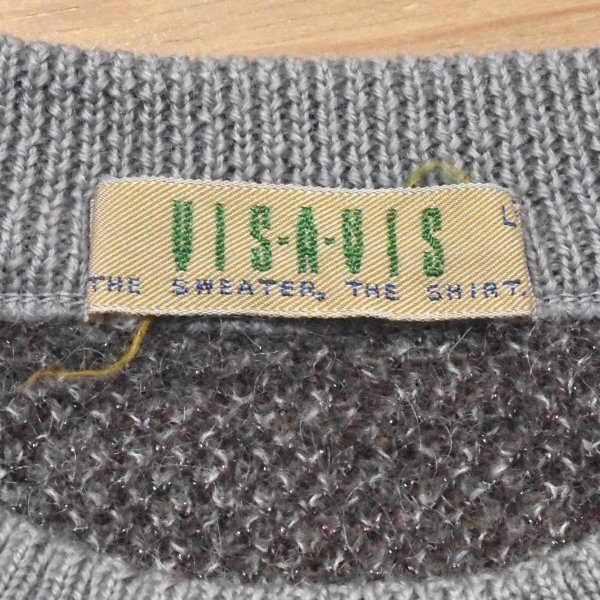 L
VIS-A-VIS
THE SWEATER, THE SHIRT.